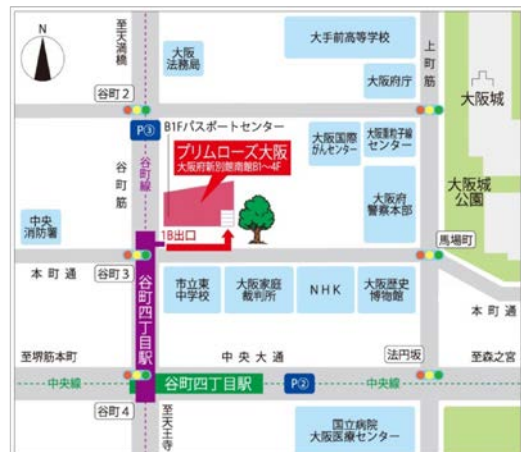 N
至天満橋
大阪
法務局
大手前高等学校
上町筋
大阪府庁
大阪城
谷町2
P③
B1Fパスポートセンター
谷町線
谷町筋
プリムローズ大阪
大阪府新別館南館B1〜4F
大阪国際
がんセンター
大阪重粒子線
センター
大阪城
公園
大阪府
警察本部
中央
消防署
1B出口
馬場町
本町通
谷町3
谷町四丁目駅
市立東
中学校
大阪家庭
裁判所
NHK
大阪歴史
博物館
本町通
至堺筋本町
中央大通
法円坂
至森之宮
中央線
谷町四丁目駅
P②
中央線
谷町4
至天王寺
国立病院
大阪医療センター